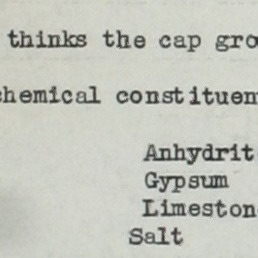 thinks the cap gro
chemical constituen
Anhydrit
Gypsum
Limeston
Salt